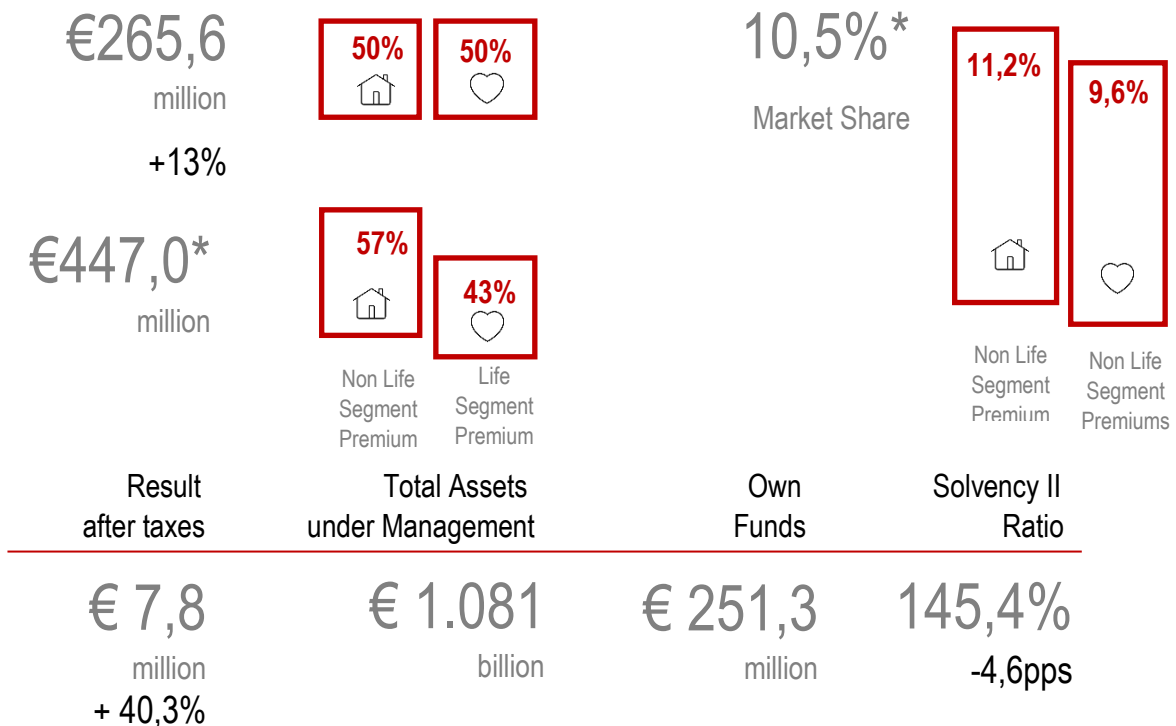 €265,6
million
+13%
50%
50%
10,5%*
Market Share
11,2%
9,6%
€447,0*
million
57%
43%
Non Life
Segment
Premium
Life
Segment
Premium
Non Life
Segment
Premium
Non Life
Segment
Premiums
Result
after taxes
Total Assets
under Management
Own
Funds
Solvency II
Ratio
€ 7,8
million
+ 40,3%
€ 1.081
billion
€ 251,3
million
145,4%
-4,6pps